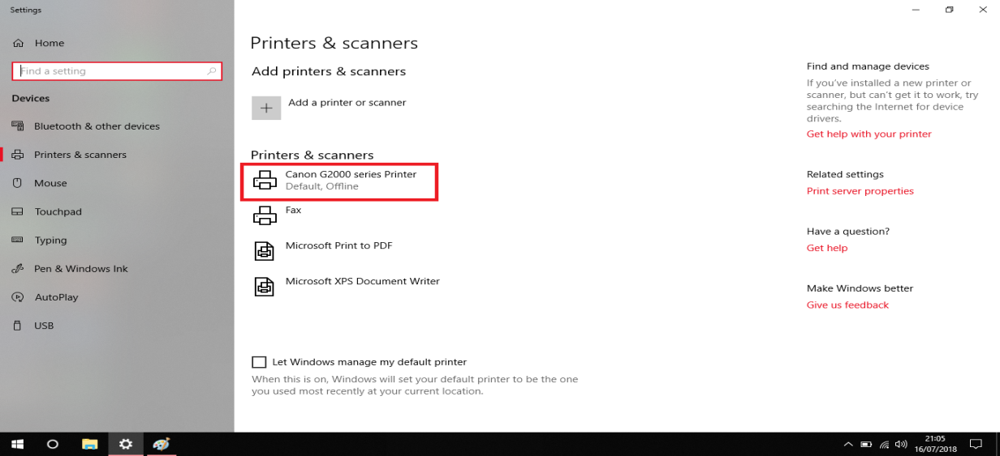 Settings
Home
Find a setting
Devices
Bluetooth & other devices
Printers & scanners
Mouse
Touchpad
Typing
Pen & Windows Ink
AutoPlay
USB
Printers & scanners
Add printers & scanners
Add a printer or scanner
Printers & scanners
Canon G2000 series Printer
Default, Offline
Fax
Microsoft Print to PDF
Microsoft XPS Document Writer
Let Windows manage my default printer
When this is on, Windows will set your default printer to be the one
you used most recently at your current location.
Find and manage devices
If you've installed a new printer or
scanner, but can't get it to work, try
searching the Internet for device
drivers.
Get help with your printer
Related settings
Print server properties
Have a question?
Get help
Make Windows better
Give us feedback
21:05
16/07/2018